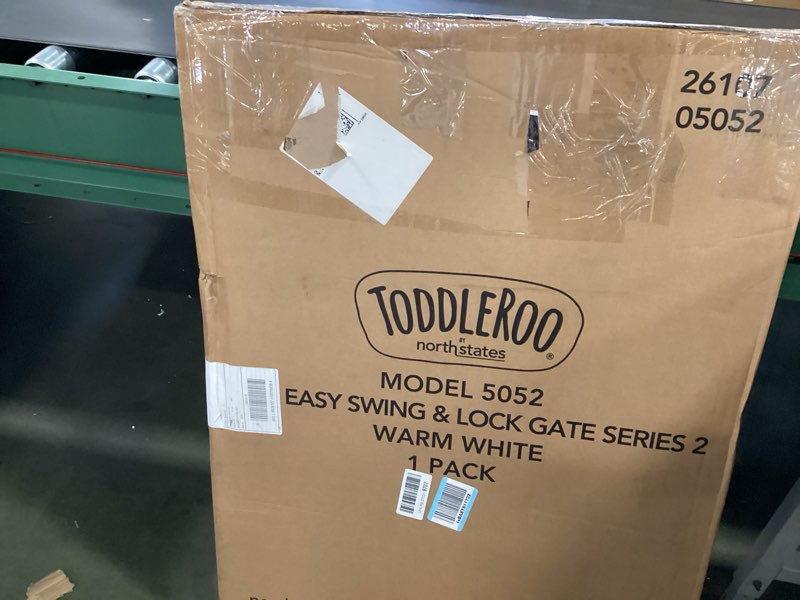 26107
05052
TODDLEROO
BY
northstates
®
MODEL 5052
EASY SWING & LOCK GATE SERIES 2
WARM WHITE
1 PACK